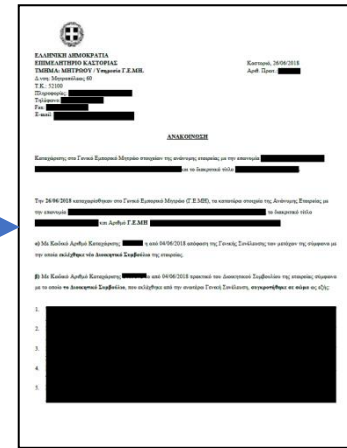 ΕΛΛΗΝΙΚΗ ΔΗΜΟΚΡΑΤΙΑ
ΕΠΙΜΕΛΗΤΗΡΙΟ ΚΑΣΤΟΡΙΑΣ
ΤΜΗΜΑ: ΜΗΤΡΩΟΥ / Υπηρεσία Γ.Ε.ΜΗ.
Καστοριά, 26/06/2018
Αριθ. Πρωτ.:
Δ/νση: Μητροπόλεως 60
Τ.Κ.: 52100
Πληροφορίες:
Τηλέφωνο:
Fax:
E-mail:
ΑΝΑΚΟΙΝΩΣΗ
Καταχώρισης στο Γενικό Εμπορικό Μητρώο στοιχείων της ανώνυμης εταιρείας με την επωνυμία
και το διακριτικό τίτλο
Την 26/06/2018 καταχωρίσθηκαν στο Γενικό Εμπορικό Μητρώο (Γ.Ε.ΜΗ), τα κατωτέρω στοιχεία της Ανώνυμης Εταιρείας με
την επωνυμία το διακριτικό τίτλο
και Αριθμό Γ.Ε.ΜΗ
α) Με Κωδικό Αριθμό Καταχώρισης η από 04/06/2018 απόφαση της Γενικής Συνέλευσης των μετόχων της σύμφωνα με
την οποία εκλέχθηκε νέο Διοικητικό Συμβούλιο της εταιρείας.
β) Με Κωδικό Αριθμό Καταχώρισης το από 04/06/2018 πρακτικό του Διοικητικού Συμβουλίου της εταιρείας σύμφωνα
με το οποίο το Διοικητικό Συμβούλιο, που εκλέχθηκε από την ανωτέρω Γενική Συνέλευση, συγκροτήθηκε σε σώμα ως εξής:
1.
2.
3.
4.
5.